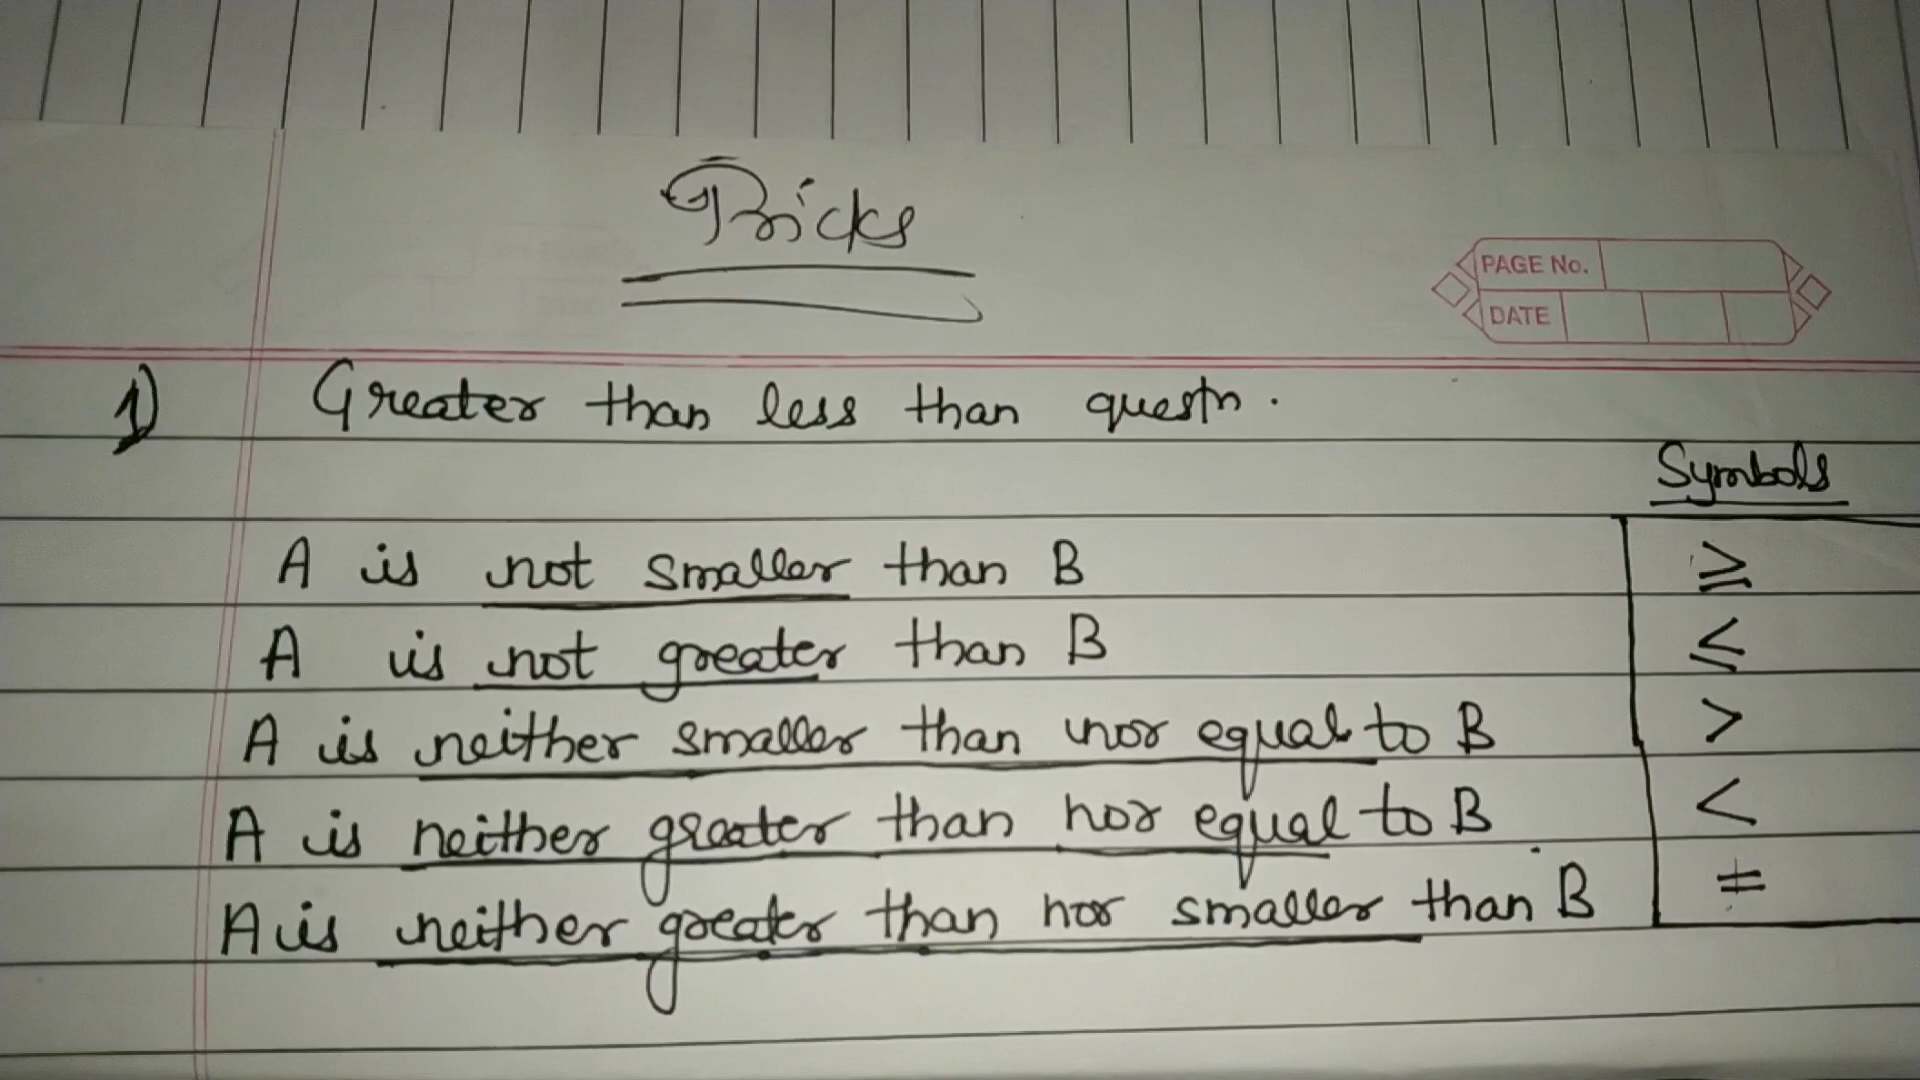 Tricks
PAGE No.
DATE
1) Greater than less than questn.
Symbols
A is not smaller than B ≥
A is not greater than B ≤
A is neither smaller than nor equal to B >
A is neither greater than nor equal to B <
A is neither greater than nor smaller than B =